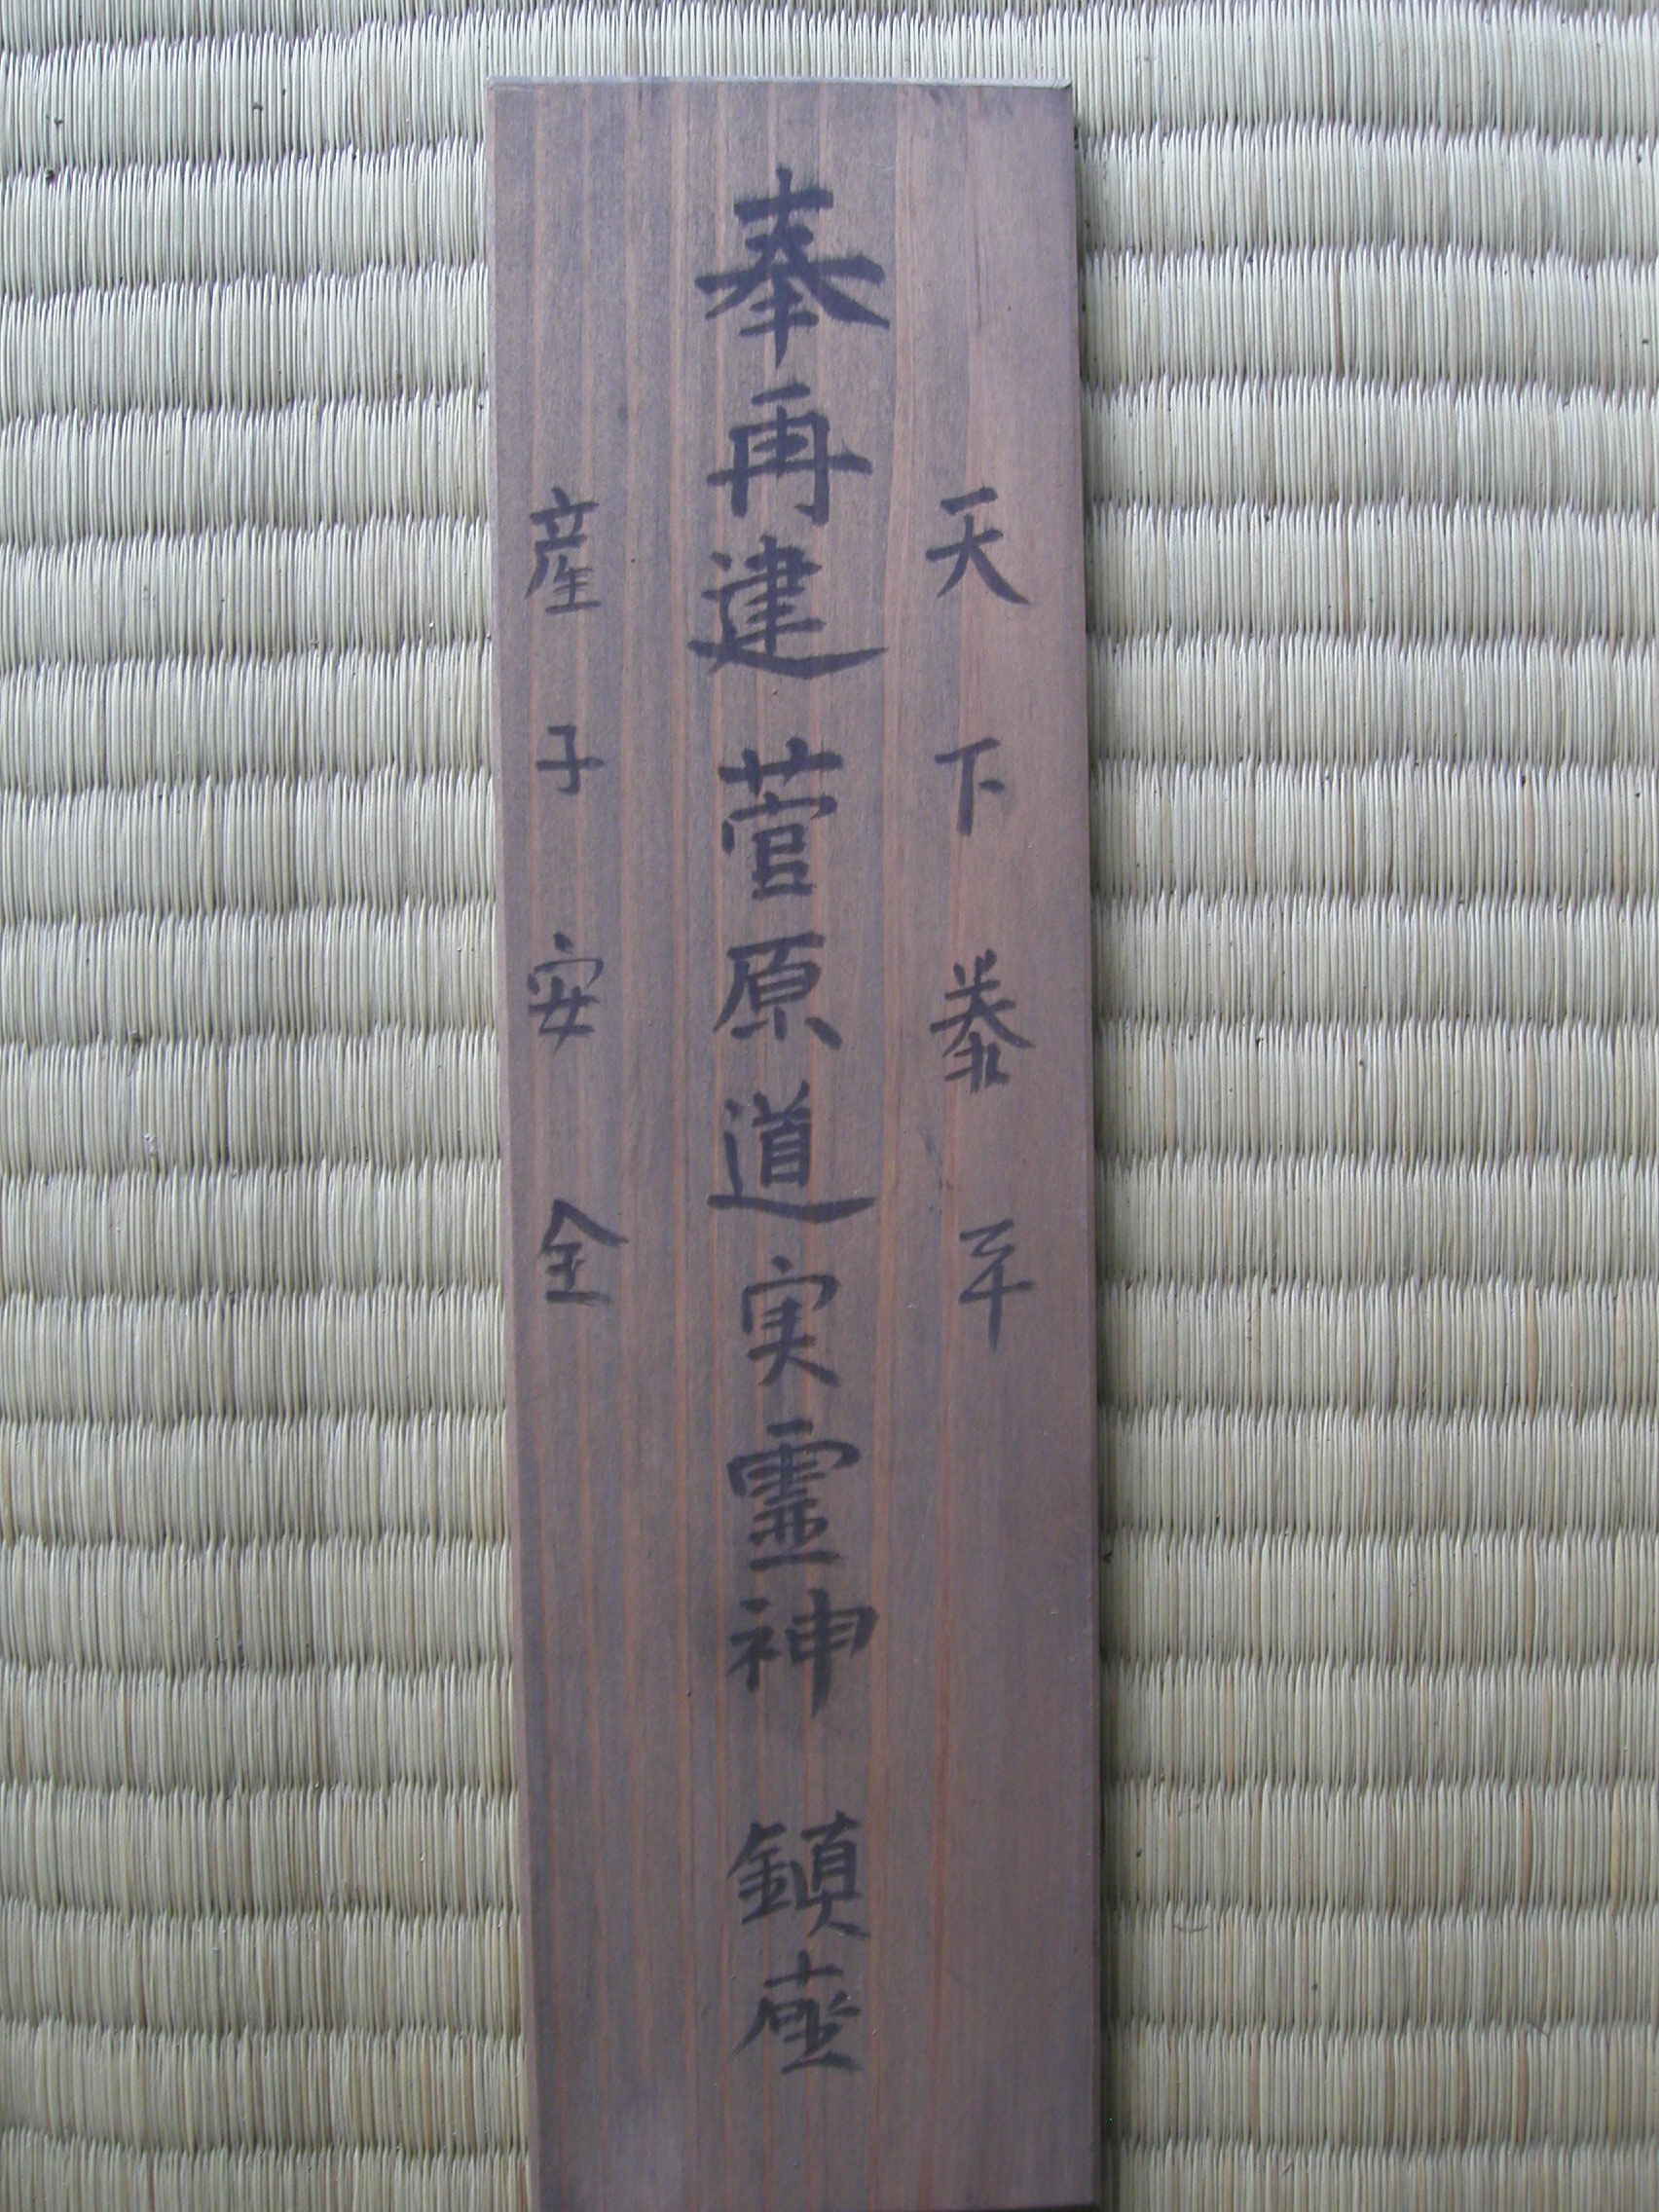 天下泰平
奉再建 菅原道実霊神 鎮座
産子安全